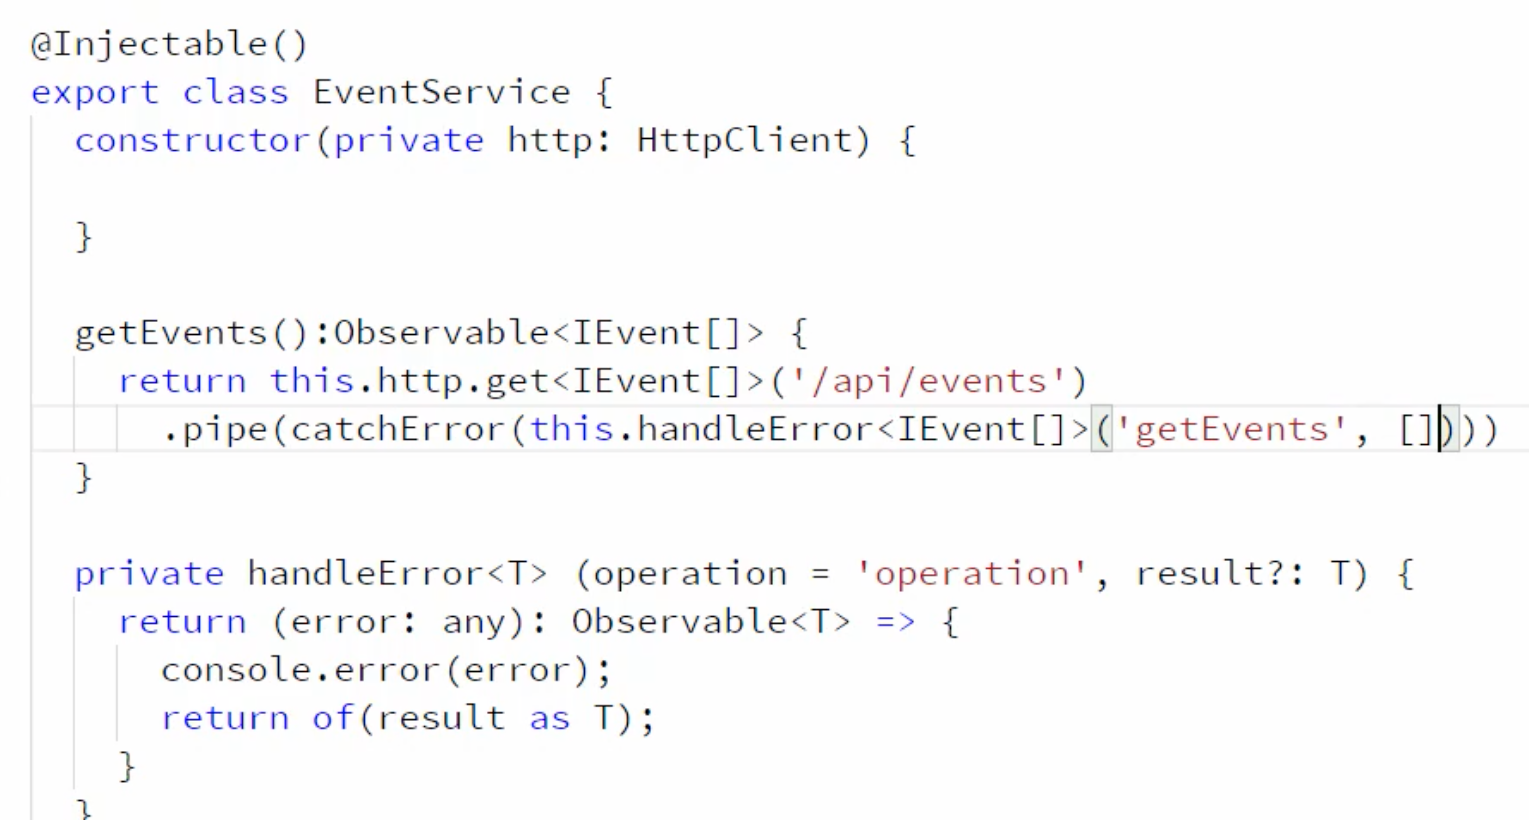 @Injectable()
export class EventService {
constructor(private http: HttpClient) {
}
getEvents():Observable<IEvent[]> {
return this.http.get<IEvent[]>('/api/events')
.pipe(catchError(this.handleError<IEvent[]>('getEvents', [])))
}
private handleError<T> (operation = 'operation', result?: T) {
return (error: any): Observable<T> => {
console.error(error);
return of(result as T);
}
}